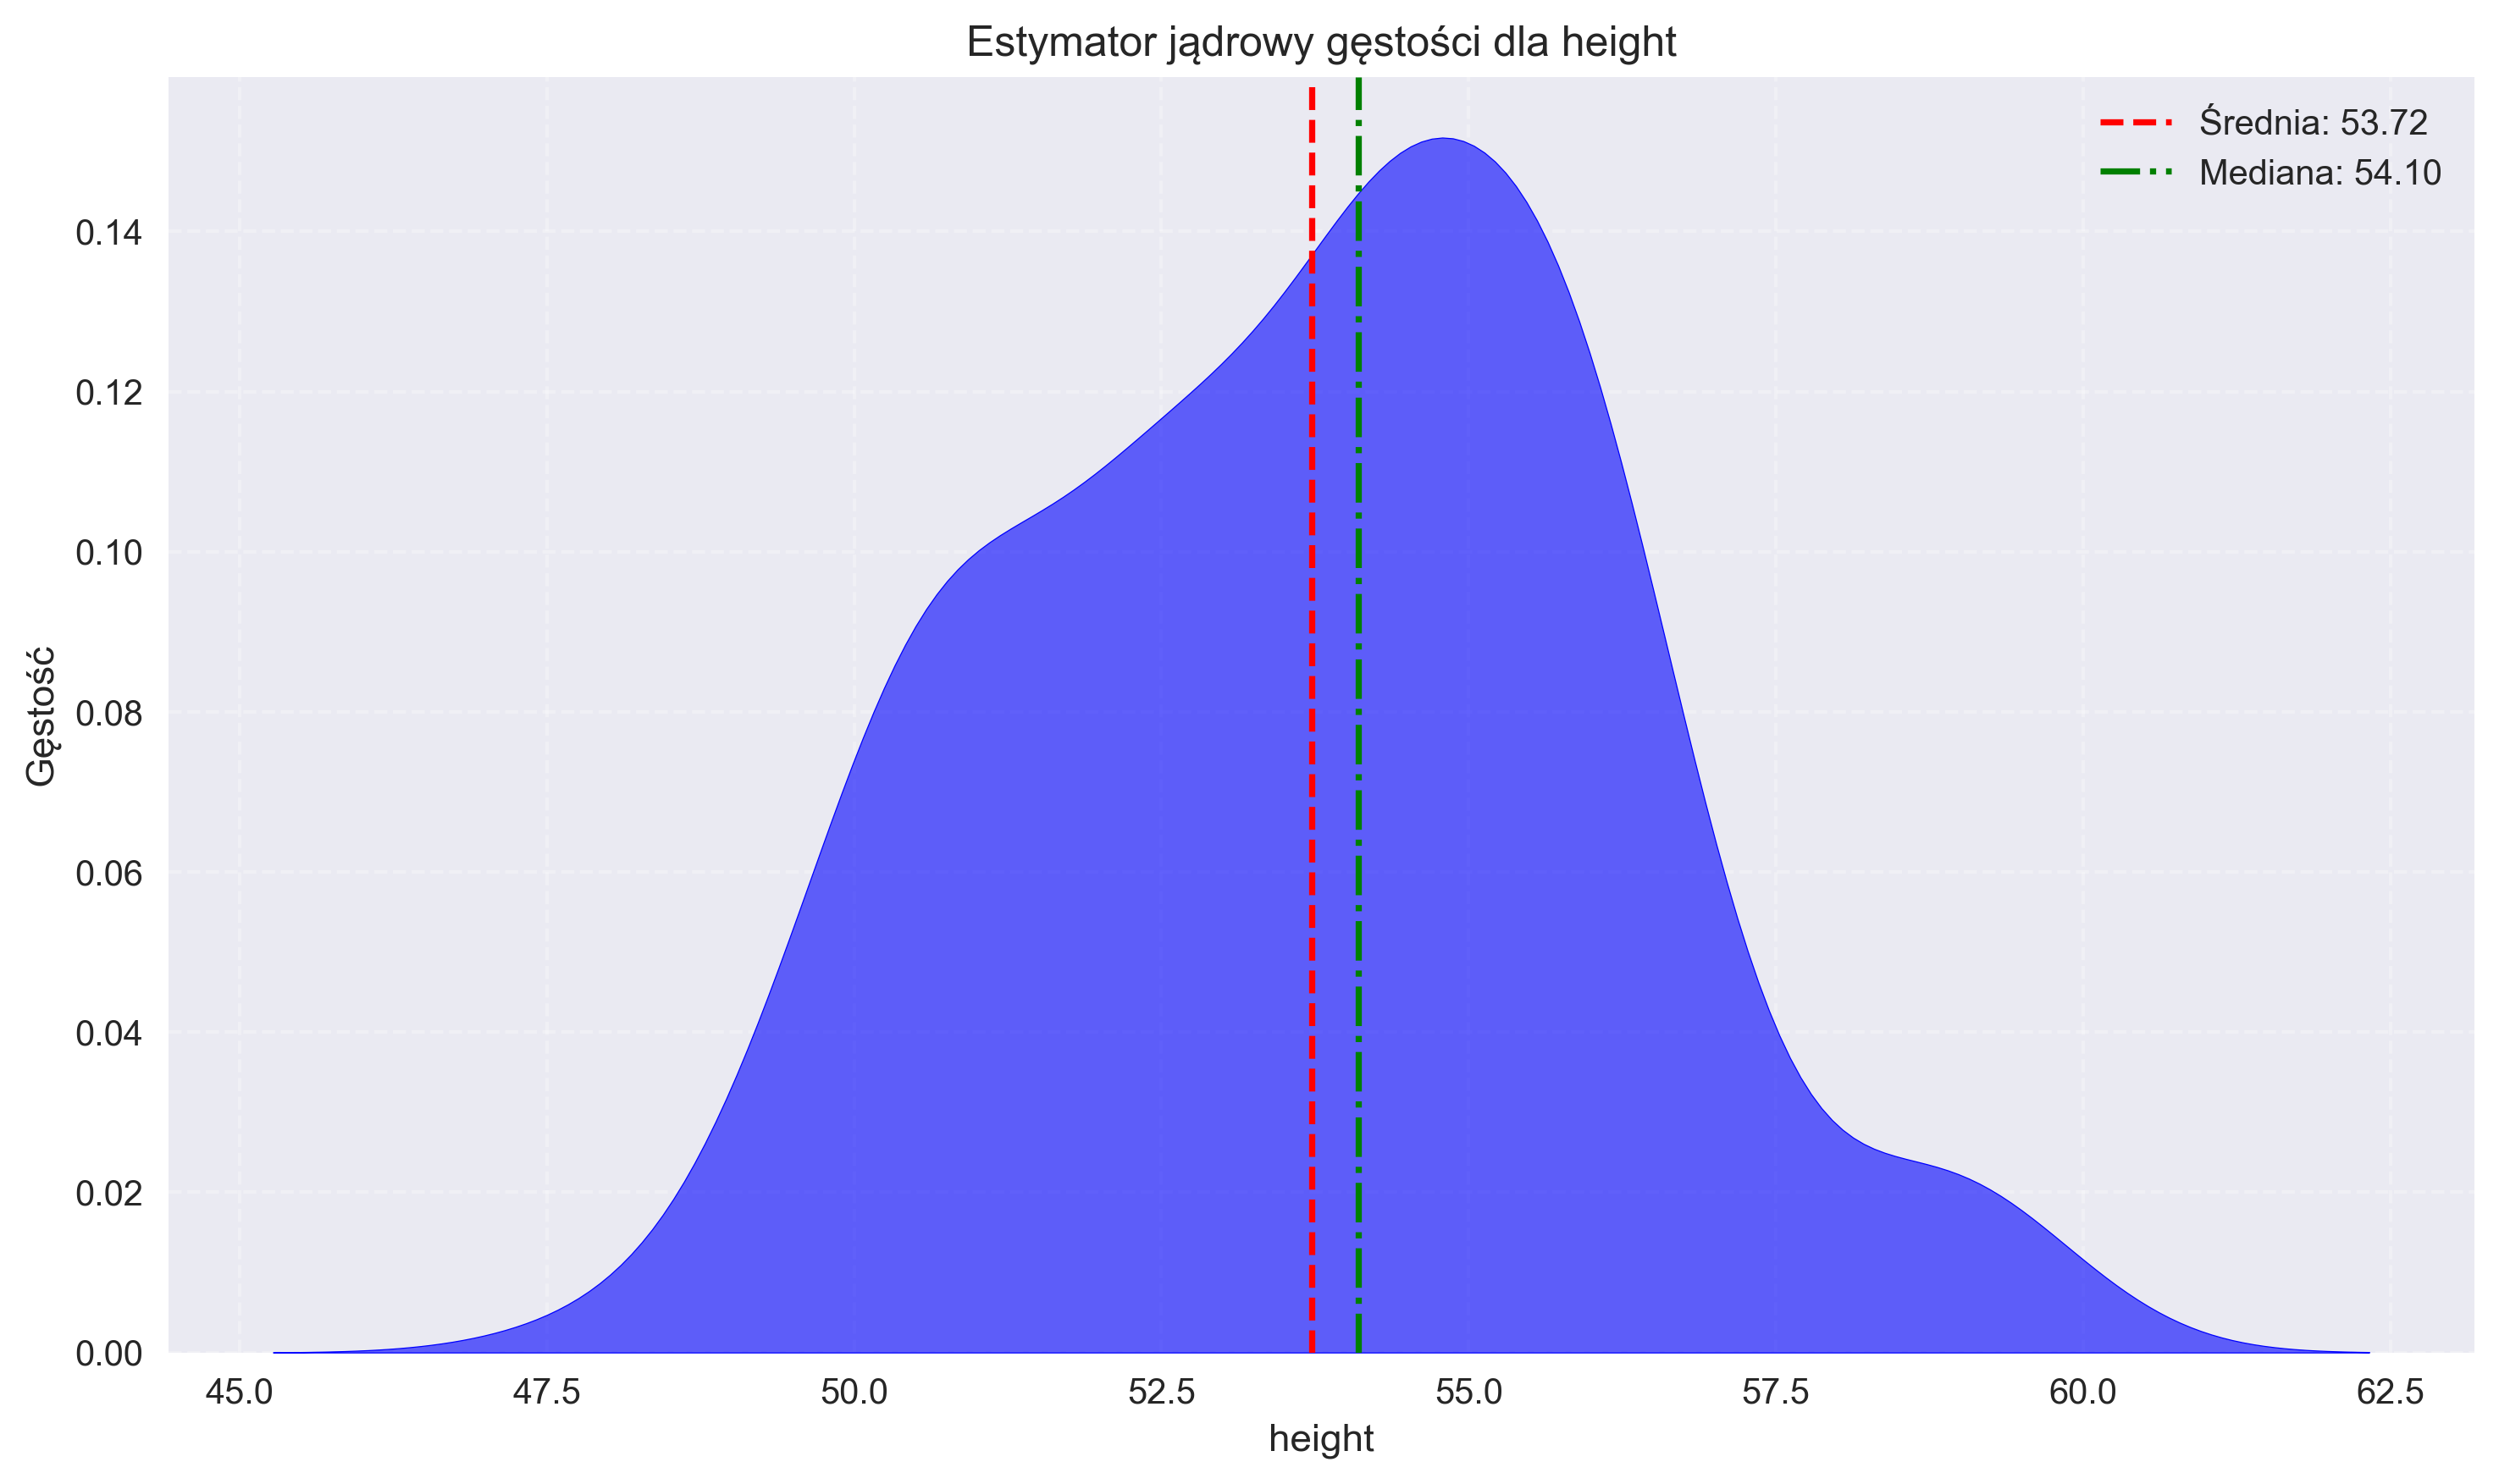 Estymator jądrowy gęstości dla height
Średnia: 53.72
Mediana: 54.10
Gęstość
0.14
0.12
0.10
0.08
0.06
0.04
0.02
0.00
45.0 47.5 50.0 52.5 55.0 57.5 60.0 62.5
height